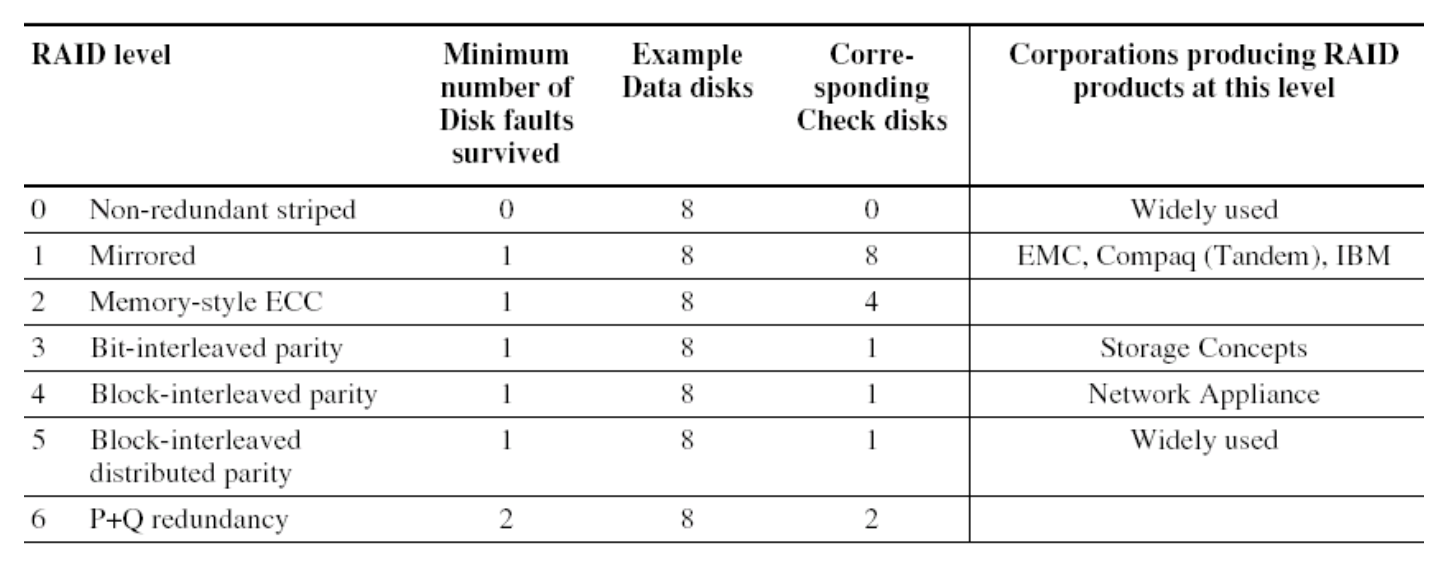 RAID level Minimum number of Disk faults survived Example Data disks Corre-sponding Check disks Corporations producing RAID products at this level
0 Non-redundant striped 0 8 0 Widely used
1 Mirrored 1 8 8 EMC, Compaq (Tandem), IBM
2 Memory-style ECC 1 8 4
3 Bit-interleaved parity 1 8 1 Storage Concepts
4 Block-interleaved parity 1 8 1 Network Appliance
5 Block-interleaved 1 8 1 Widely used
distributed parity
6 P+Q redundancy 2 8 2